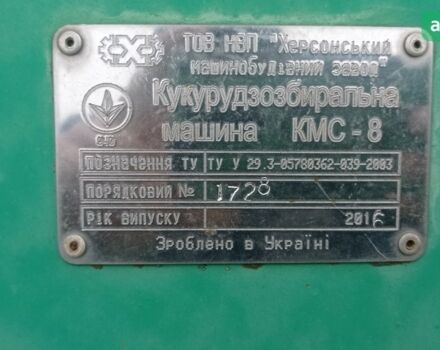 ТОВ НВП "Херсонський
машинобудівний завод"
Кукурудзозбиральна
машина КМС - 8
ПОЗНАЧЕННЯ ТУ ТУ У 29.3-05780362-039-2003
ПОРЯДКОВИЙ № 1728
РІК ВИПУСКУ 2016
Зроблено в Україні